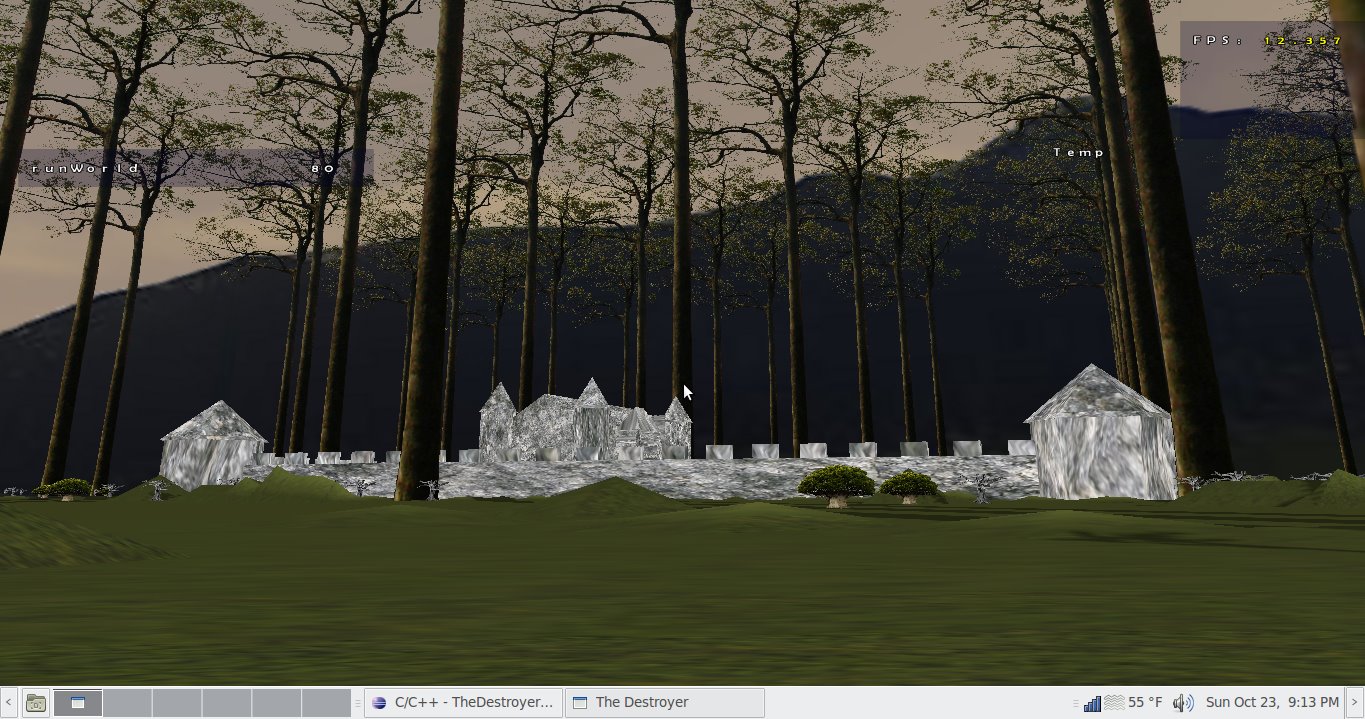 FPS: 12.357
Temp
runWorld 80
C/C++ - TheDestroyer...
The Destroyer
55 °F
Sun Oct 23, 9:13 PM